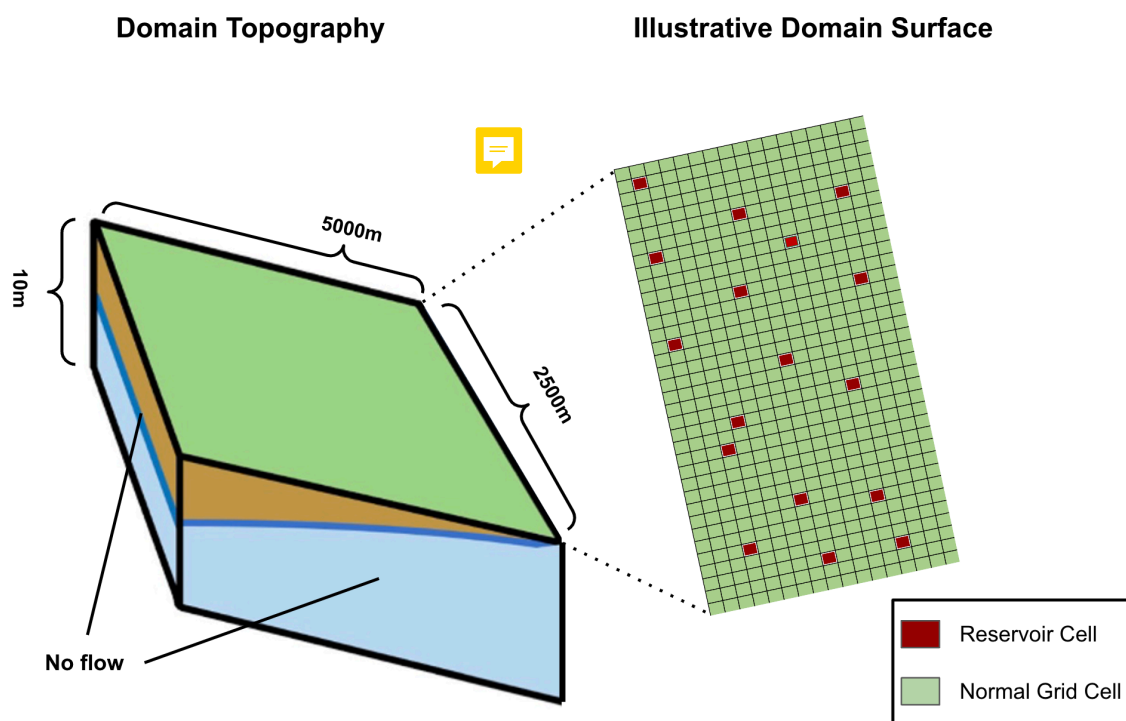 Domain Topography
Illustrative Domain Surface
5000m
10m
2500m
No flow
Reservoir Cell
Normal Grid Cell